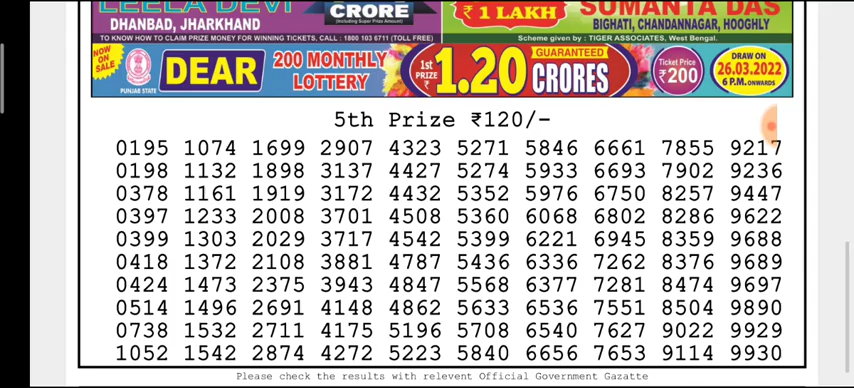 LEELA DEVI
DHANBAD, JHARKHAND
CRORE
(Including Super Prize Amount)
₹ 1 LAKH
SUMANTA DAS
BIGHATI, CHANDANNAGAR, HOOGHLY
TO KNOW HOW TO CLAIM PRIZE MONEY FOR WINNING TICKETS, CALL : 1800 103 6711 (TOLL FREE)
Scheme given by : TIGER ASSOCIATES, West Bengal.
NOW ON SALE
PUNJAB STATE
DEAR
200 MONTHLY
LOTTERY
1st PRIZE ₹
1.20
GUARANTEED
CRORES
Ticket Price
₹200
DRAW ON
26.03.2022
6 P.M. ONWARDS
5th Prize ₹120/-
0195 1074 1699 2907 4323 5271 5846 6661 7855 9217
0198 1132 1898 3137 4427 5274 5933 6693 7902 9236
0378 1161 1919 3172 4432 5352 5976 6750 8257 9447
0397 1233 2008 3701 4508 5360 6068 6802 8286 9622
0399 1303 2029 3717 4542 5399 6221 6945 8359 9688
0418 1372 2108 3881 4787 5436 6336 7262 8376 9689
0424 1473 2375 3943 4847 5568 6377 7281 8474 9697
0514 1496 2691 4148 4862 5633 6536 7551 8504 9890
0738 1532 2711 4175 5196 5708 6540 7627 9022 9929
1052 1542 2874 4272 5223 5840 6656 7653 9114 9930
Please check the results with relevent Official Government Gazatte